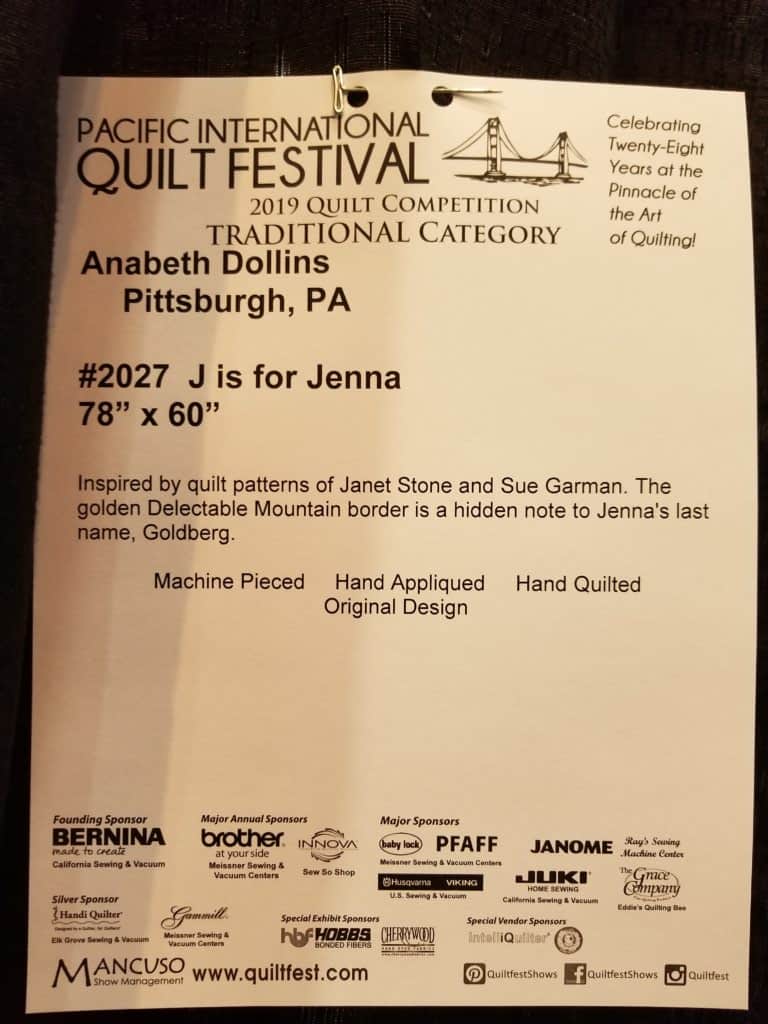 PACIFIC INTERNATIONAL
QUILT FESTIVAL
2019 QUILT COMPETITION
TRADITIONAL CATEGORY
Celebrating
Twenty-Eight
Years at the
Pinnacle of
the Art
of Quilting!
Anabeth Dollins
Pittsburgh, PA
#2027 J is for Jenna
78” x 60”
Inspired by quilt patterns of Janet Stone and Sue Garman. The
golden Delectable Mountain border is a hidden note to Jenna's last
name, Goldberg.
Machine Pieced Hand Appliqued Hand Quilted
Original Design
Founding Sponsor
BERNINA
made to create
California Sewing & Vacuum
Major Annual Sponsors
brother
at your side
Meissner Sewing &
Vacuum Centers
INNOVA
Sew So Shop
Major Sponsors
baby lock PFAFF
Meissner Sewing & Vacuum Centers
Husqvarna VIKING
U.S. Sewing & Vacuum
JANOME
JUKI
HOME SEWING
California Sewing & Vacuum
Ray's Sewing
Machine Center
The Grace
Company
Eddie's Quilting Bee
Silver Sponsor
Handi Quilter
Designed by a Quilter, for Quilters
Elk Grove Sewing & Vacuum
Gammill
Meissner Sewing &
Vacuum Centers
Special Exhibit Sponsors
hbf HOBBS
BONDED FIBERS
CHERRYWOOD
Special Vendor Sponsors
intelliQuilter
MANCUSO
Show Management
www.quiltfest.com
QuiltfestShows QuiltfestShows Quiltfest